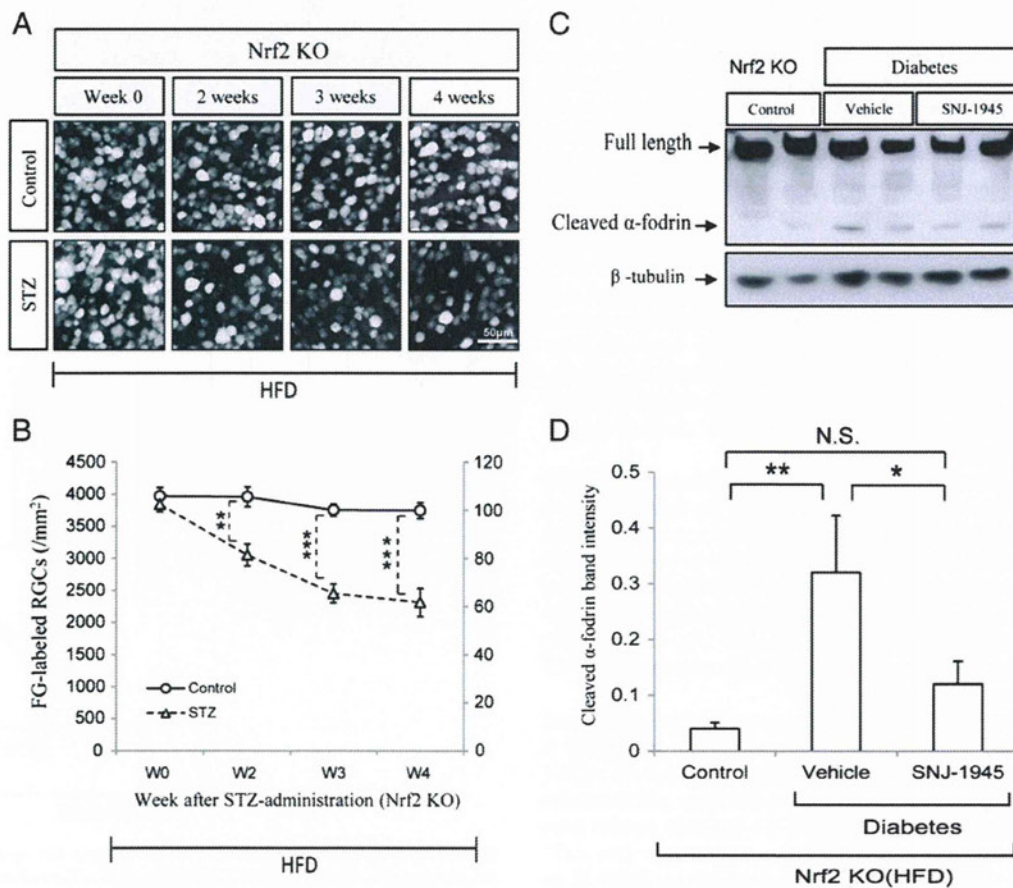 A
Nrf2 KO
Week 0 2 weeks 3 weeks 4 weeks
Control
STZ
50µm
HFD
B
FG-labeled RGCs (/mm²)
4500
4000
3500
3000
2500
2000
1500
1000
500
0
120
100
80
60
40
20
0
**
***
***
Control
STZ
W0 W2 W3 W4
Week after STZ-administration (Nrf2 KO)
HFD
C
Nrf2 KO Diabetes
Control Vehicle SNJ-1945
Full length
Cleaved α-fodrin
β -tubulin
D
N.S.
** *
Cleaved α-fodrin band intensity
0.5
0.4
0.3
0.2
0.1
0
Control Vehicle SNJ-1945
Diabetes
Nrf2 KO(HFD)